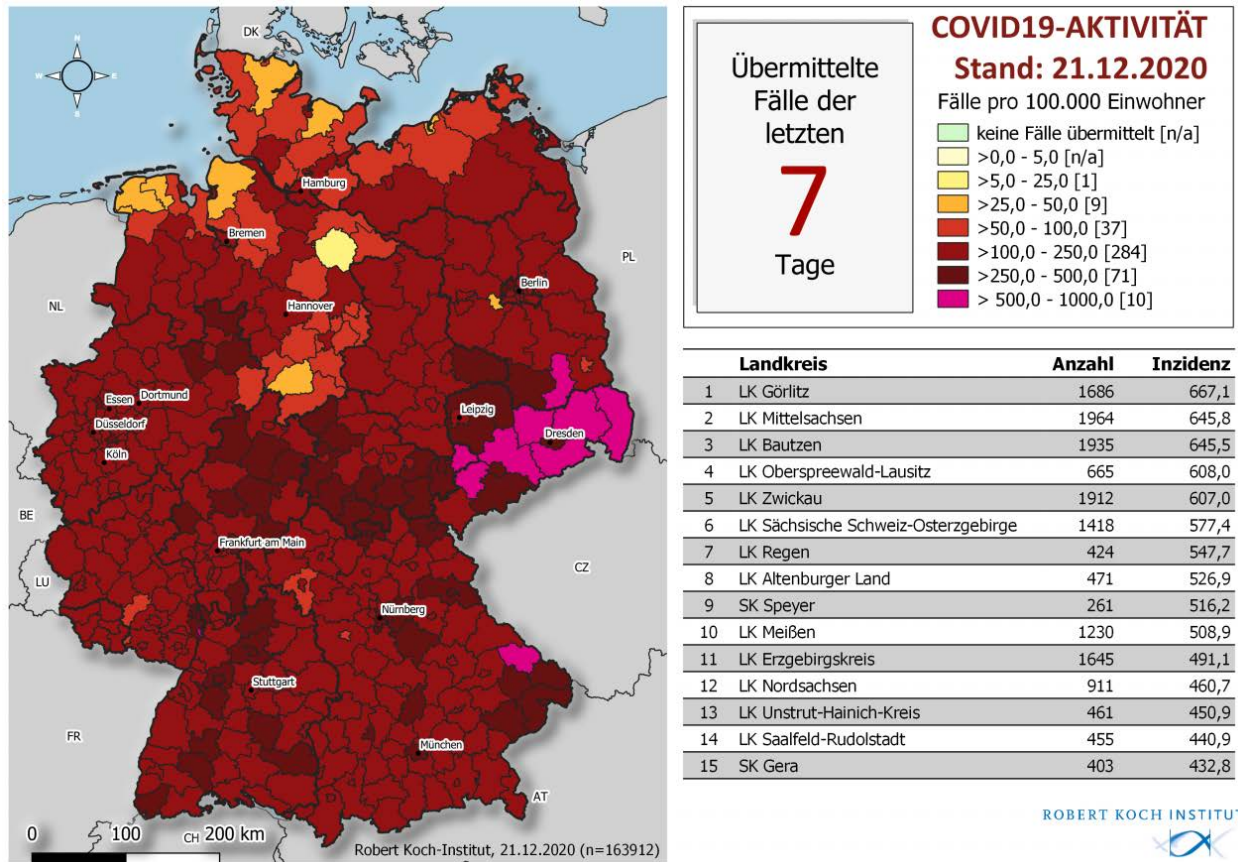 DK
N
W
E
S
Hamburg
Bremen
PL
Berlin
NL
Hannover
Essen
Dortmund
Düsseldorf
Leipzig
Dresden
Köln
BE
Frankfurt am Main
LU
CZ
Nürnberg
Stuttgart
FR
München
AT
0 100 CH 200 km
Robert Koch-Institut, 21.12.2020 (n=163912)
Übermittelte
Fälle der
letzten
7
Tage
COVID19-AKTIVITÄT
Stand: 21.12.2020
Fälle pro 100.000 Einwohner
keine Fälle übermittelt [n/a]
>0,0 - 5,0 [n/a]
>5,0 - 25,0 [1]
>25,0 - 50,0 [9]
>50,0 - 100,0 [37]
>100,0 - 250,0 [284]
>250,0 - 500,0 [71]
> 500,0 - 1000,0 [10]
Landkreis Anzahl Inzidenz
1 LK Görlitz 1686 667,1
2 LK Mittelsachsen 1964 645,8
3 LK Bautzen 1935 645,5
4 LK Oberspreewald-Lausitz 665 608,0
5 LK Zwickau 1912 607,0
6 LK Sächsische Schweiz-Osterzgebirge 1418 577,4
7 LK Regen 424 547,7
8 LK Altenburger Land 471 526,9
9 SK Speyer 261 516,2
10 LK Meißen 1230 508,9
11 LK Erzgebirgskreis 1645 491,1
12 LK Nordsachsen 911 460,7
13 LK Unstrut-Hainich-Kreis 461 450,9
14 LK Saalfeld-Rudolstadt 455 440,9
15 SK Gera 403 432,8
ROBERT KOCH INSTITU